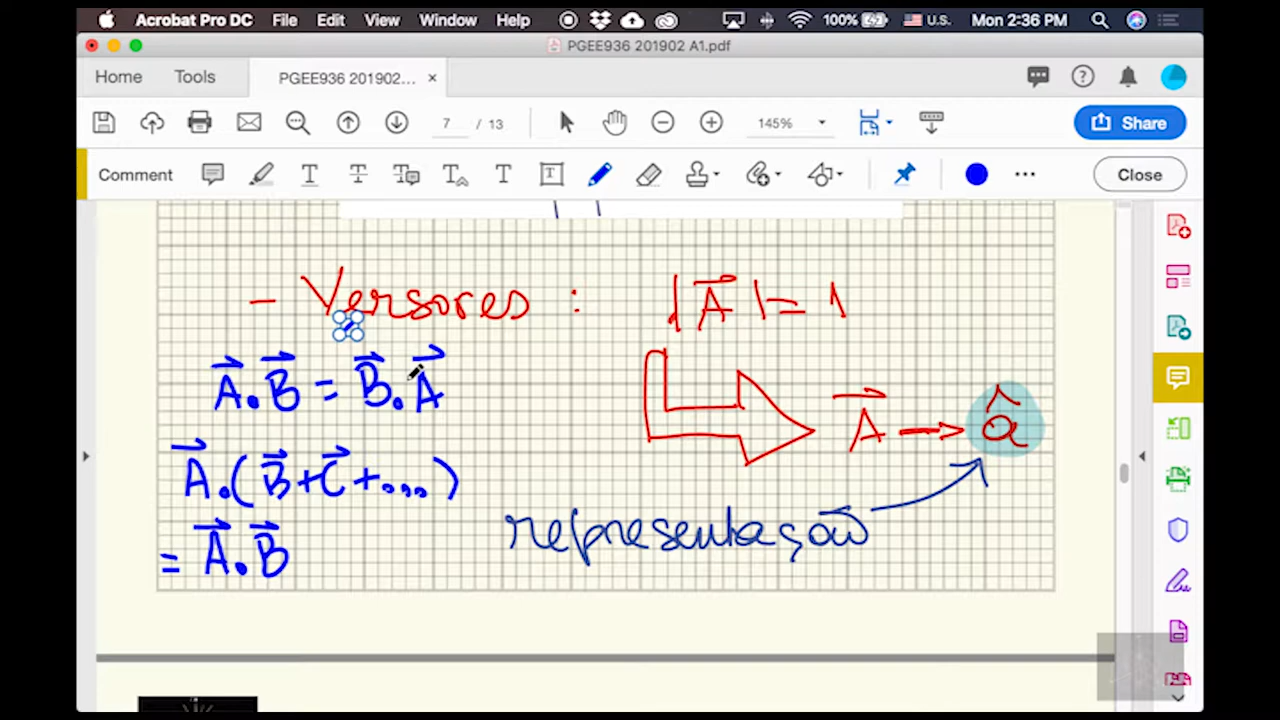 Acrobat Pro DC File Edit View Window Help 100% U.S. Mon 2:36 PM
PGEE936 201902 A1.pdf
Home Tools PGEE936 201902... ×
7 / 13 145% Share
Comment Close
- Versores : |A⃗| = 1
A⃗.B⃗ = B⃗.A⃗
A⃗ → â
A⃗.(B⃗+C⃗+...)
representação
= A⃗.B⃗